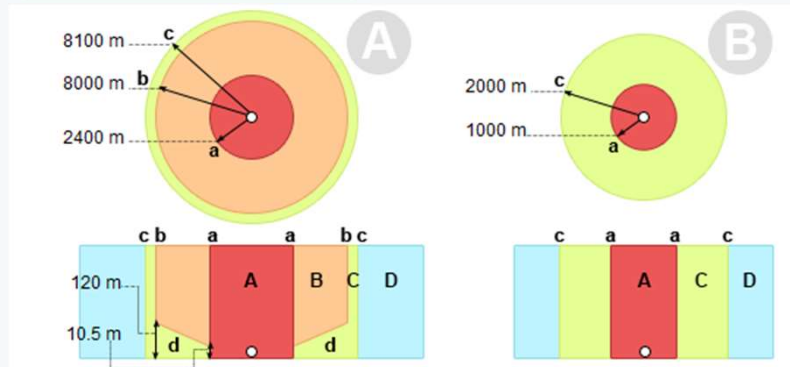 A
8100 m
c
8000 m
b
2400 m
a
c b a a b c
A B C D
120 m
10.5 m
d d
B
2000 m
c
1000 m
a
c a a c
A C D